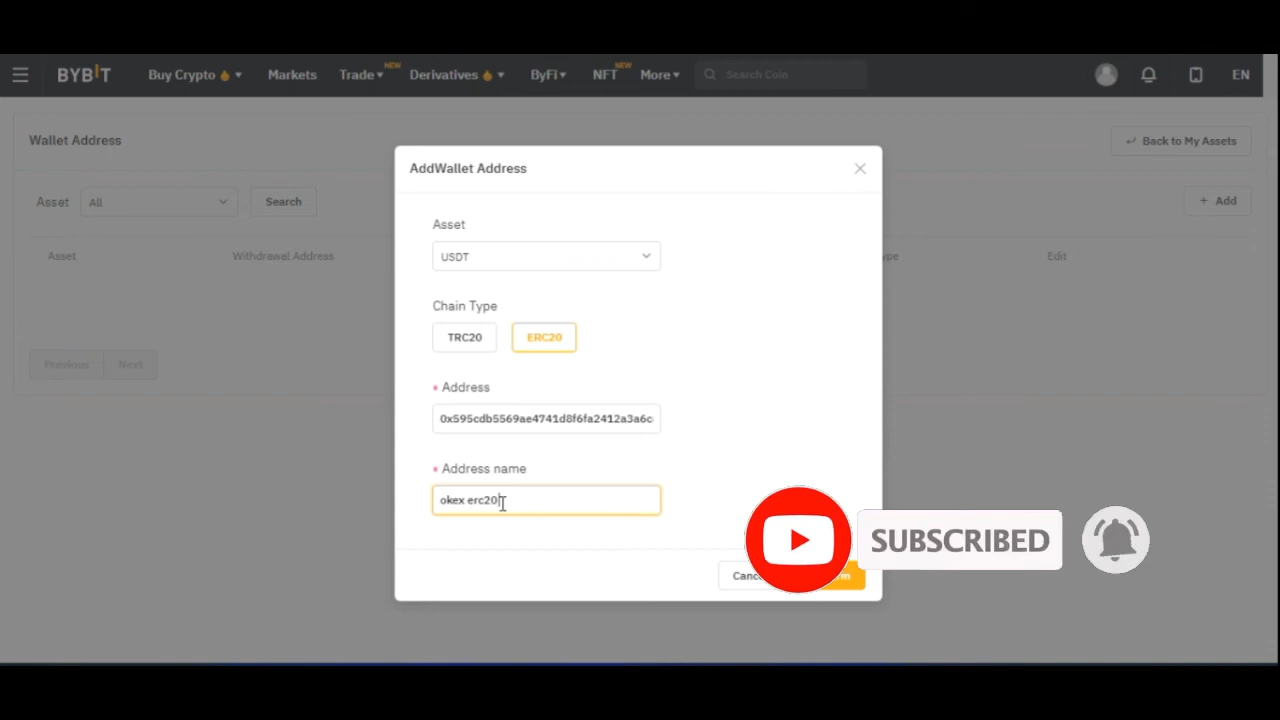 BYBIT Buy Crypto Markets Trade NEW Derivatives ByFi NFT NEW More Search Coin EN
Wallet Address
Back to My Assets
Asset All Search
+ Add
Asset Withdrawal Address Edit
Previous Next
AddWallet Address
Asset
USDT
Chain Type
TRC20 ERC20
* Address
0x595cdb5569ae4741d8f6fa2412a3a6c
* Address name
okex erc20
SUBSCRIBED